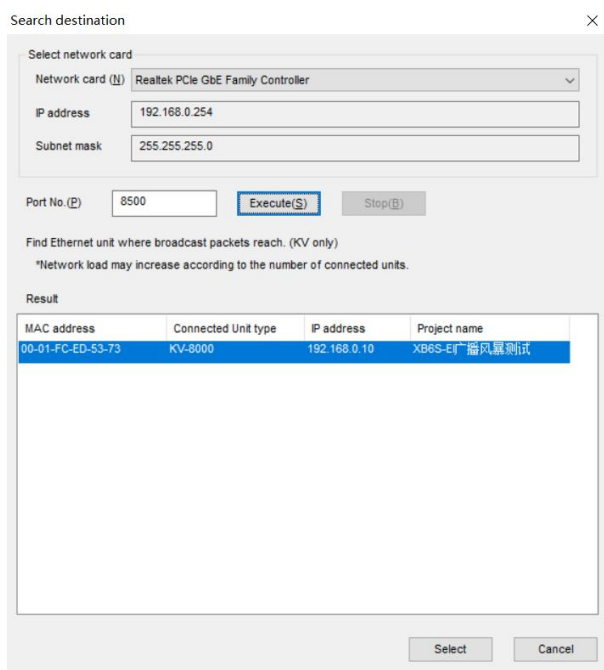 Search destination
Select network card
Network card (N) Realtek PCIe GbE Family Controller
IP address 192.168.0.254
Subnet mask 255.255.255.0
Port No.(P) 8500 Execute(S) Stop(B)
Find Ethernet unit where broadcast packets reach. (KV only)
*Network load may increase according to the number of connected units.
Result
MAC address Connected Unit type IP address Project name
00-01-FC-ED-53-73 KV-8000 192.168.0.10 XB6S-EI广播风暴测试
Select Cancel